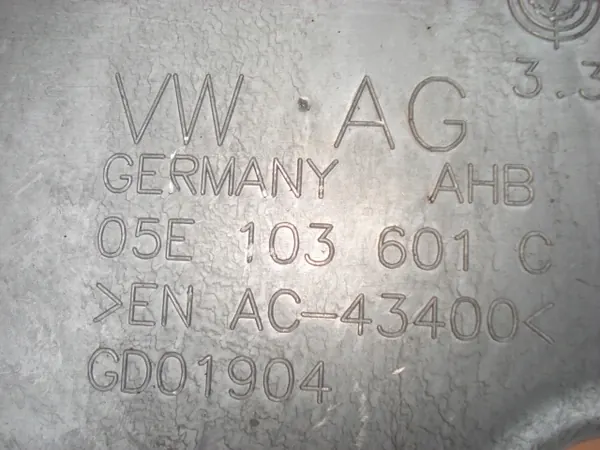 3.3
VW AG
GERMANY AHB
05E 103 601 C
>EN AC-43400<
GD01904